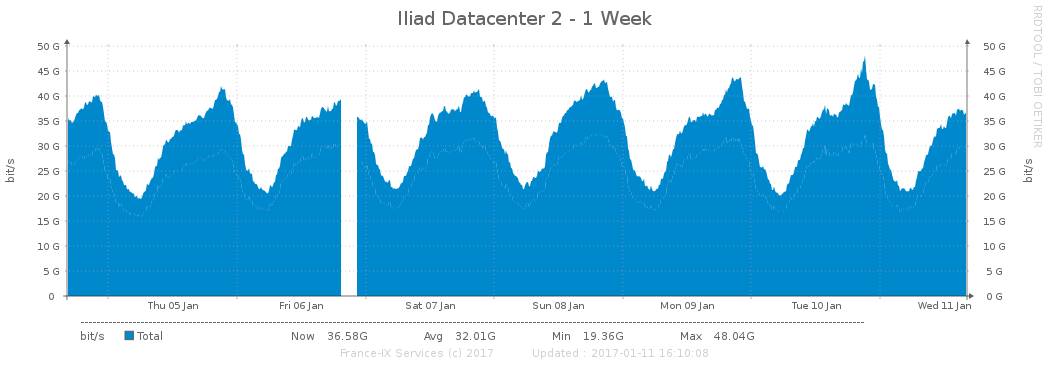 Iliad Datacenter 2 - 1 Week
RRDTOOL / TOBI OETIKER
50 G 50 G
45 G 45 G
40 G 40 G
35 G 35 G
30 G 30 G
25 G 25 G
20 G 20 G
15 G 15 G
10 G 10 G
5 G 5 G
0 0 G
bit/s
bit/s
Thu 05 Jan Fri 06 Jan Sat 07 Jan Sun 08 Jan Mon 09 Jan Tue 10 Jan Wed 11 Jan
bit/s Total Now 36.58G Avg 32.01G Min 19.36G Max 48.04G
France-IX Services (c) 2017 Updated : 2017-01-11 16:10:08